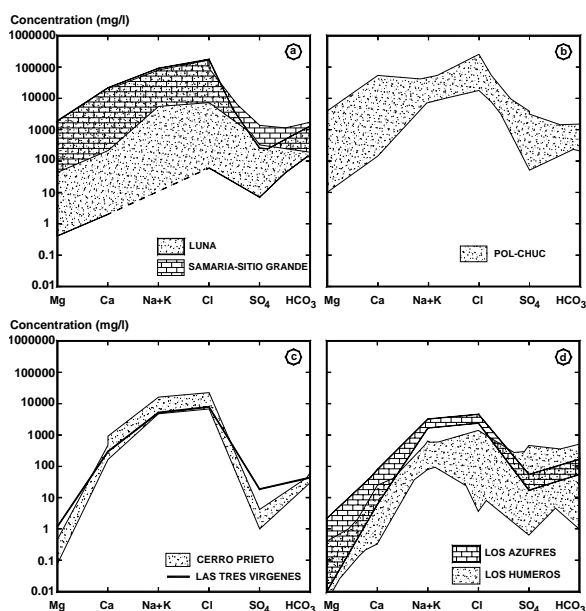 Concentration (mg/l)
1000000
100000
10000
1000
100
10
1
0.1
0.01
a
LUNA
SAMARIA-SITIO GRANDE
Mg Ca Na+K Cl SO4 HCO3
b
POL-CHUC
Mg Ca Na+K Cl SO4 HCO3
Concentration (mg/l)
1000000
100000
10000
1000
100
10
1
0.1
0.01
c
CERRO PRIETO
LAS TRES VIRGENES
Mg Ca Na+K Cl SO4 HCO3
d
LOS AZUFRES
LOS HUMEROS
Mg Ca Na+K Cl SO4 HCO3